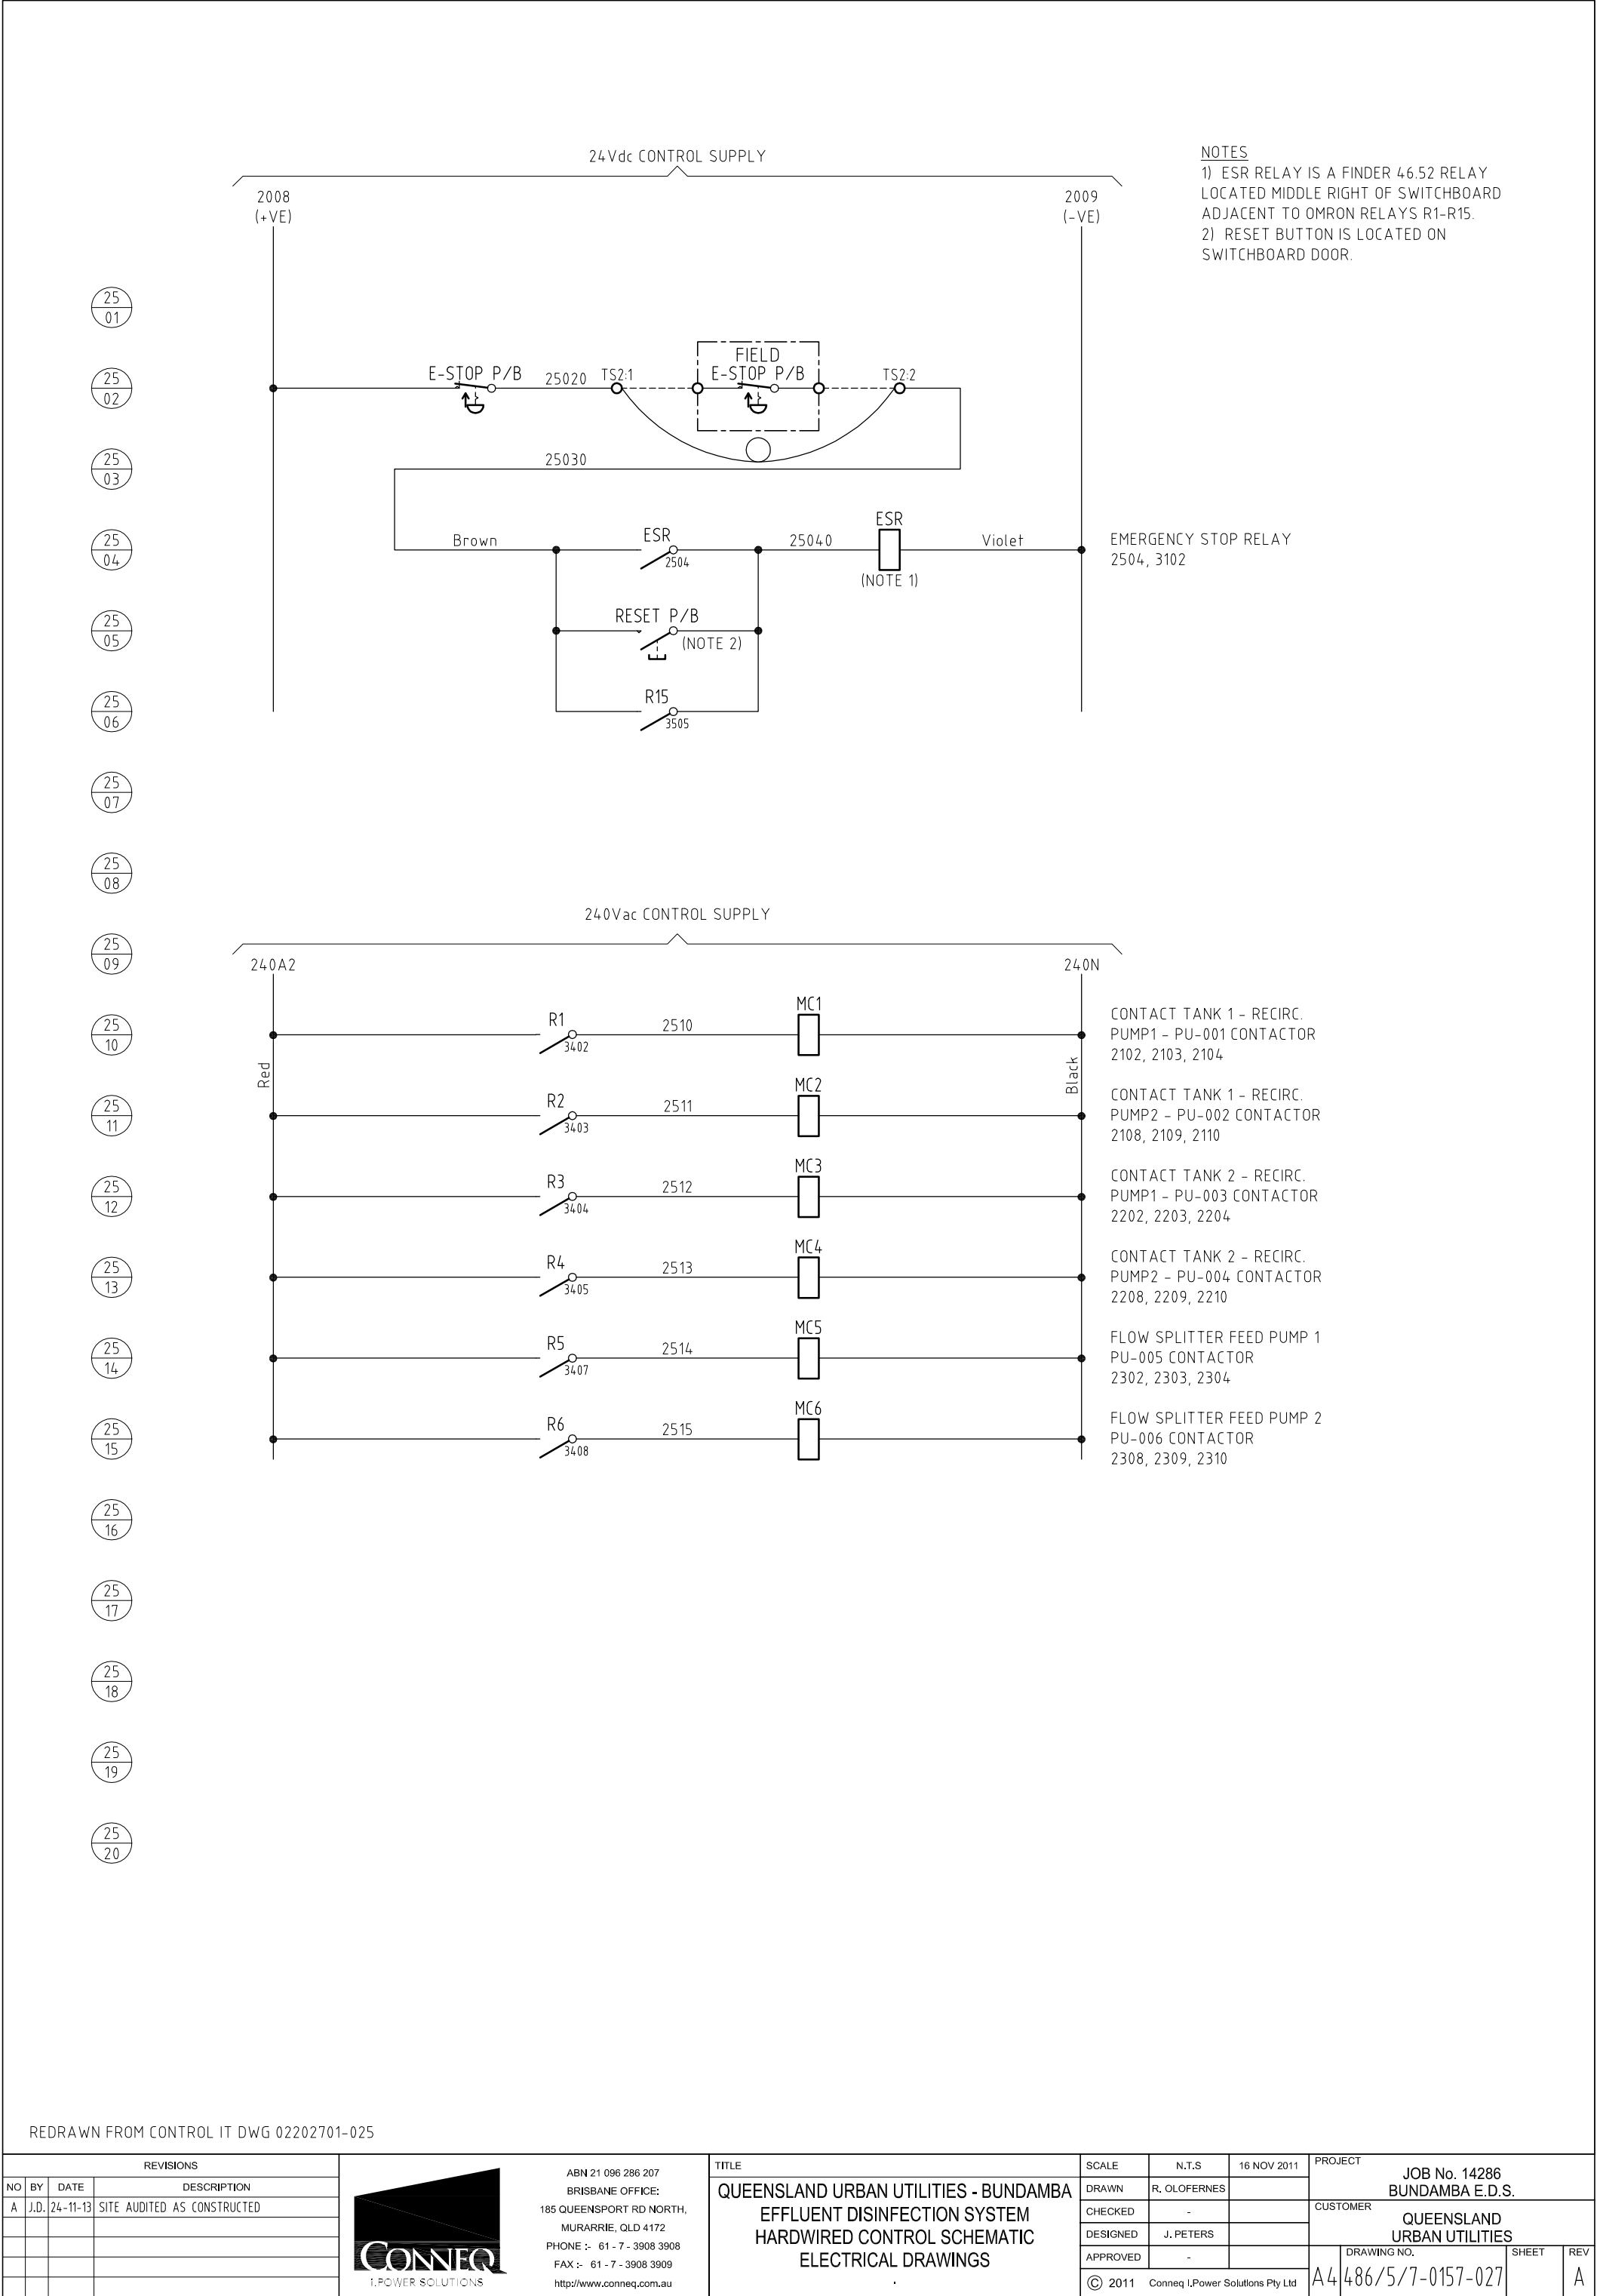 24Vdc CONTROL SUPPLY
2008
(+VE)
2009
(-VE)
NOTES
1) ESR RELAY IS A FINDER 46.52 RELAY
LOCATED MIDDLE RIGHT OF SWITCHBOARD
ADJACENT TO OMRON RELAYS R1-R15.
2) RESET BUTTON IS LOCATED ON
SWITCHBOARD DOOR.
25
01
25
02
E-STOP P/B
25020
TS2:1
FIELD
E-STOP P/B
TS2:2
25
03
25030
25
04
Brown
ESR
2504
25040
ESR
(NOTE 1)
Violet
EMERGENCY STOP RELAY
2504, 3102
25
05
RESET P/B
(NOTE 2)
25
06
R15
3505
25
07
25
08
240Vac CONTROL SUPPLY
25
09
240A2
240N
25
10
Red
R1
3402
2510
MC1
Black
CONTACT TANK 1 - RECIRC.
PUMP1 - PU-001 CONTACTOR
2102, 2103, 2104
25
11
R2
3403
2511
MC2
CONTACT TANK 1 - RECIRC.
PUMP2 - PU-002 CONTACTOR
2108, 2109, 2110
25
12
R3
3404
2512
MC3
CONTACT TANK 2 - RECIRC.
PUMP1 - PU-003 CONTACTOR
2202, 2203, 2204
25
13
R4
3405
2513
MC4
CONTACT TANK 2 - RECIRC.
PUMP2 - PU-004 CONTACTOR
2208, 2209, 2210
25
14
R5
3407
2514
MC5
FLOW SPLITTER FEED PUMP 1
PU-005 CONTACTOR
2302, 2303, 2304
25
15
R6
3408
2515
MC6
FLOW SPLITTER FEED PUMP 2
PU-006 CONTACTOR
2308, 2309, 2310
25
16
25
17
25
18
25
19
25
20
REDRAWN FROM CONTROL IT DWG 02202701-025
REVISIONS
NO BY DATE DESCRIPTION
A J.D. 24-11-13 SITE AUDITED AS CONSTRUCTED
CONNEQ
i.POWER SOLUTIONS
ABN 21 096 286 207
BRISBANE OFFICE:
185 QUEENSPORT RD NORTH,
MURARRIE, QLD 4172
PHONE :- 61 - 7 - 3908 3908
FAX :- 61 - 7 - 3908 3909
http://www.conneq.com.au
TITLE
QUEENSLAND URBAN UTILITIES - BUNDAMBA
EFFLUENT DISINFECTION SYSTEM
HARDWIRED CONTROL SCHEMATIC
ELECTRICAL DRAWINGS
.
SCALE N.T.S 16 NOV 2011
DRAWN R. OLOFERNES
CHECKED -
DESIGNED J. PETERS
APPROVED -
© 2011 Conneq i.Power Solutions Pty Ltd
PROJECT
JOB No. 14286
BUNDAMBA E.D.S.
CUSTOMER
QUEENSLAND
URBAN UTILITIES
DRAWING NO. SHEET REV
A4 486/5/7-0157-027 A